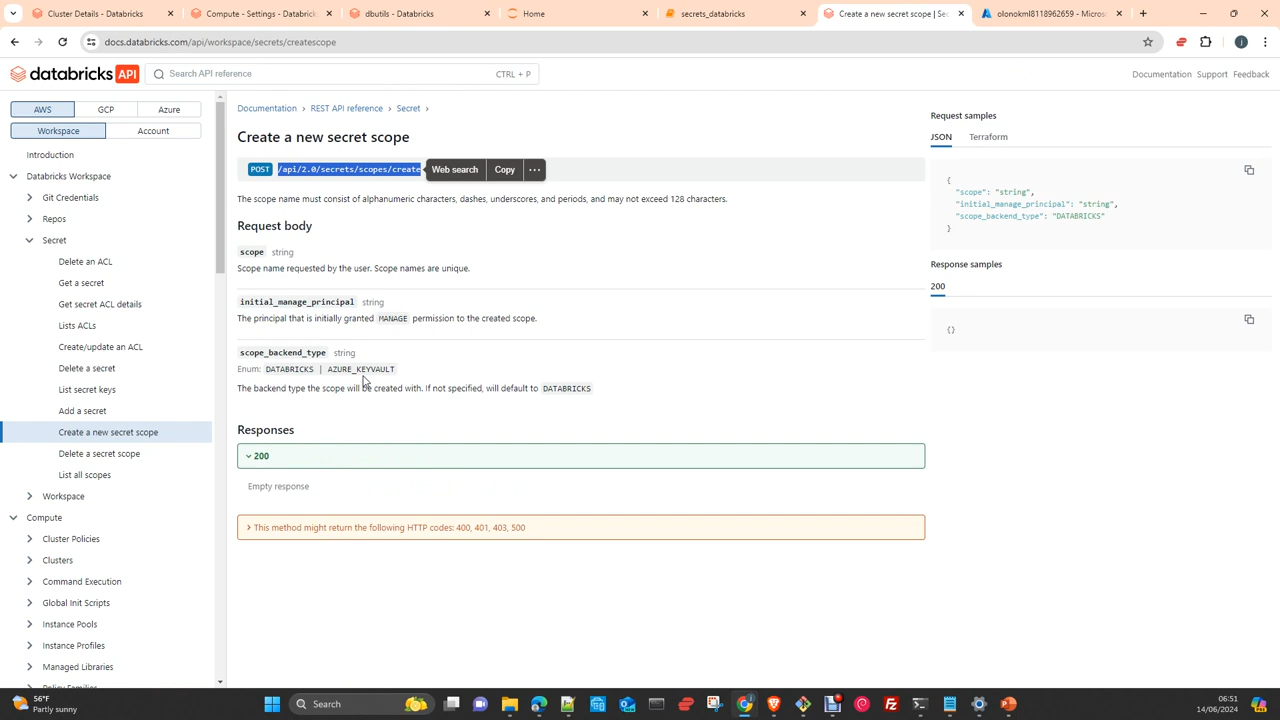 Cluster Details - Databricks
Compute - Settings - Databricks
dbutils - Databricks
Home
secrets_databricks
Create a new secret scope | Sec
olonokml8118962659 - Micros
docs.databricks.com/api/workspace/secrets/createscope
databricks API
Search API reference
CTRL + P
Documentation Support Feedback
AWS GCP Azure
Workspace Account
Introduction
Databricks Workspace
Git Credentials
Repos
Secret
Delete an ACL
Get a secret
Get secret ACL details
Lists ACLs
Create/update an ACL
Delete a secret
List secret keys
Add a secret
Create a new secret scope
Delete a secret scope
List all scopes
Workspace
Compute
Cluster Policies
Clusters
Command Execution
Global Init Scripts
Instance Pools
Instance Profiles
Managed Libraries
Policy Families
Documentation > REST API reference > Secret >
Create a new secret scope
POST /api/2.0/secrets/scopes/create
Web search Copy ...
The scope name must consist of alphanumeric characters, dashes, underscores, and periods, and may not exceed 128 characters.
Request body
scope string
Scope name requested by the user. Scope names are unique.
initial_manage_principal string
The principal that is initially granted MANAGE permission to the created scope.
scope_backend_type string
Enum: DATABRICKS | AZURE_KEYVAULT
The backend type the scope will be created with. If not specified, will default to DATABRICKS
Responses
200
Empty response
This method might return the following HTTP codes: 400, 401, 403, 500
Request samples
JSON Terraform
{
"scope": "string",
"initial_manage_principal": "string",
"scope_backend_type": "DATABRICKS"
}
Response samples
200
{}
56°F
Partly sunny
Search
06:51
14/06/2024